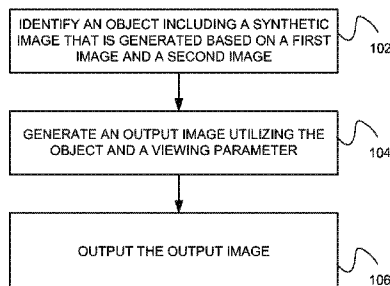 IDENTIFY AN OBJECT INCLUDING A SYNTHETIC
IMAGE THAT IS GENERATED BASED ON A FIRST
IMAGE AND A SECOND IMAGE
102
GENERATE AN OUTPUT IMAGE UTILIZING THE
OBJECT AND A VIEWING PARAMETER
104
OUTPUT THE OUTPUT IMAGE
106